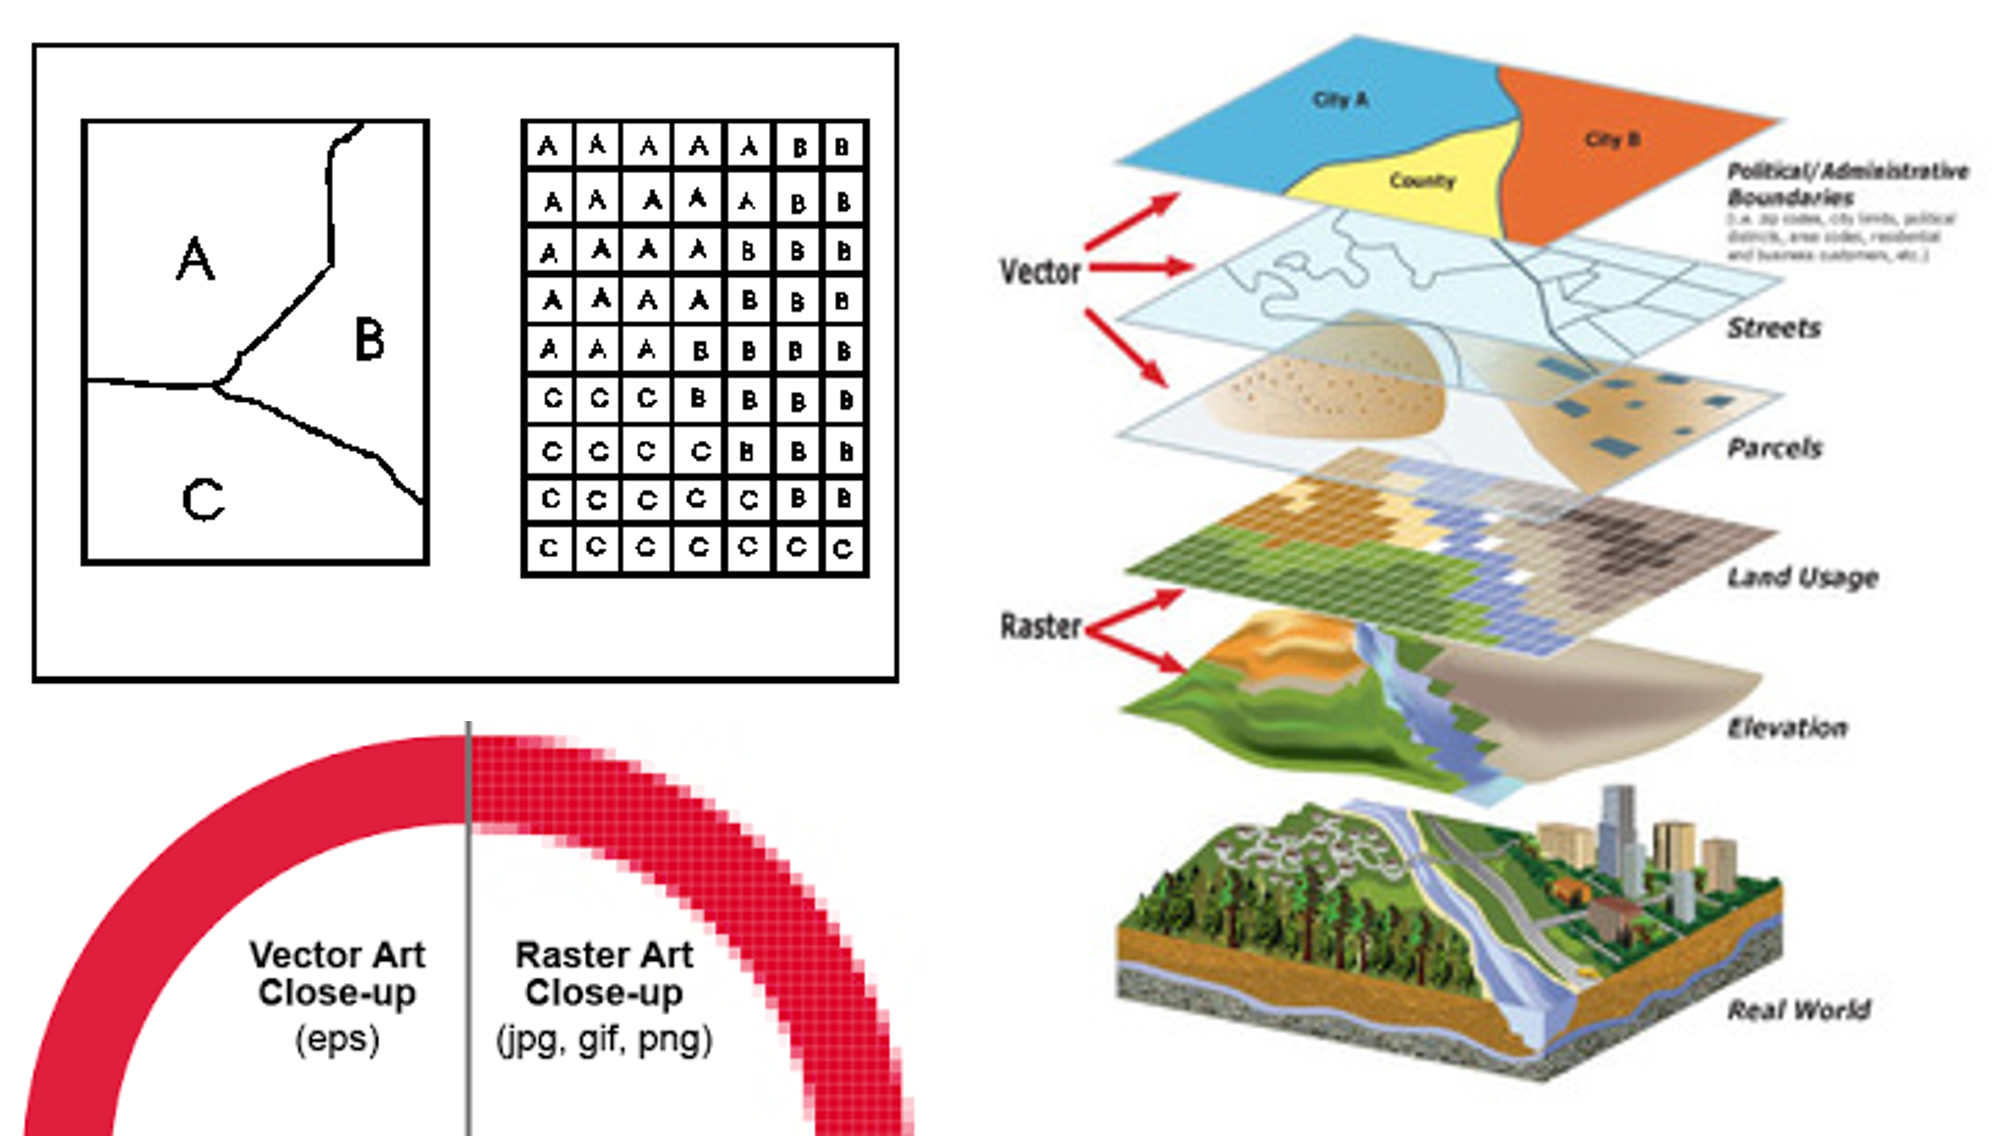 A
B
C
A A A A A B B
A A A A A B B
A A A A B B B
A A A A B B B
A A A B B B B
C C C B B B B
C C C C B B B
C C C C C B B
C C C C C C C
Vector Art
Close-up
(eps)
Raster Art
Close-up
(jpg, gif, png)
City A
City B
County
Political/Administrative
Boundaries
(i.e. zip codes, city limits, political
districts, area codes, residential
and business customers, etc.)
Vector
Streets
Parcels
Land Usage
Raster
Elevation
Real World